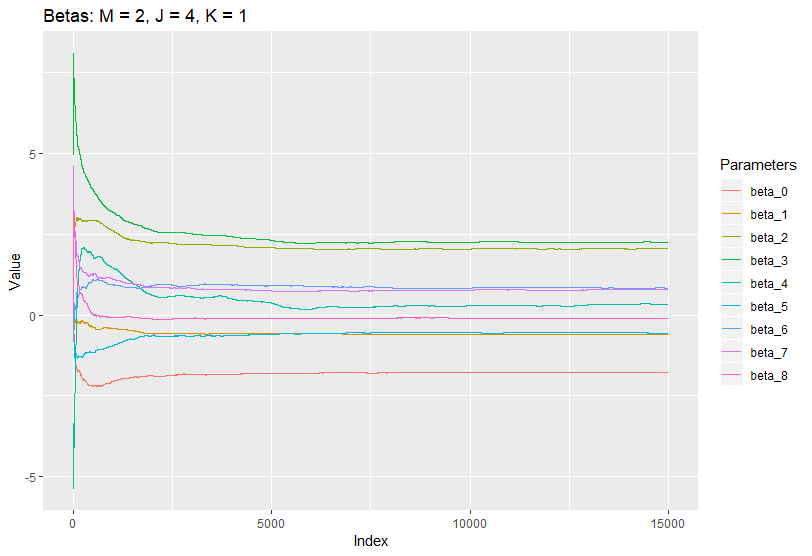 Betas: M = 2, J = 4, K = 1
Value
5
0
-5
0
5000
10000
15000
Index
Parameters
beta_0
beta_1
beta_2
beta_3
beta_4
beta_5
beta_6
beta_7
beta_8